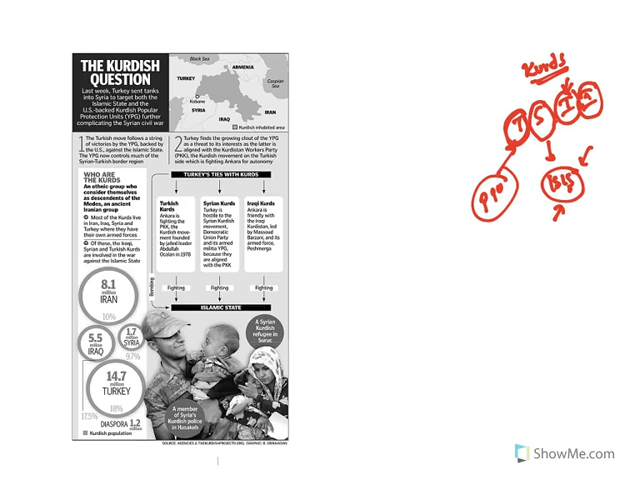 THE KURDISH
QUESTION
Last week, Turkey sent tanks
into Syria to target both the
Islamic State and the
U.S.-backed Kurdish Popular
Protection Units (YPG) further
complicating the Syrian civil war
Black Sea
ARMENIA
TURKEY
Caspian
Sea
Kobane
SYRIA
IRAQ
IRAN
Kurdish inhabited area
1 The Turkish move follows a string
of victories by the YPG, backed by
the U.S., against the Islamic State.
The YPG now controls much of the
Syrian-Turkish border region
2 Turkey finds the growing clout of the YPG
as a threat to its interests as the latter is
aligned with the Kurdistan Workers Party
(PKK), the Kurdish movement on the Turkish
side which is fighting Ankara for autonomy
WHO ARE
THE KURDS
An ethnic group who
consider themselves
as descendents of the
Medes, an ancient
Iranian group
Most of the Kurds live
in Iran, Iraq, Syria and
Turkey where they have
their own armed forces
Of these, the Iraqi,
Syrian and Turkish Kurds
are involved in the war
against the Islamic State
8.1
million
IRAN
10%
5.5
million
IRAQ
1.7
million
SYRIA
9.7%
14.7
million
TURKEY
17.5%
18%
DIASPORA 1.2
million
Kurdish population
TURKEY'S TIES WITH KURDS
Turkish
Kurds
Ankara is
fighting the
PKK, the
Kurdish move-
ment founded
by jailed leader
Abdullah
Ocalan in 1978
Syrian Kurds
Turkey is
hostile to the
Syrian Kurdish
movement,
Democratic
Union Party
and its armed
militia YPG,
because they
are aligned
with the PKK
Iraqi Kurds
Ankara is
friendly with
the Iraqi
Kurdistan, led
by Massoud
Barzani, and its
armed force,
Peshmerga
Bombing
Fighting
Fighting
Fighting
ISLAMIC STATE
A Syrian
Kurdish
refugee in
Suruc
A member of
Syria's
Kurdish police
in Hasakeh
SOURCE: AGENCIES & THEKURDISHPROJECT.ORG, GRAPHIC: R. SRINIVASAN
Kurds
T S I
ISIS
ShowMe.com